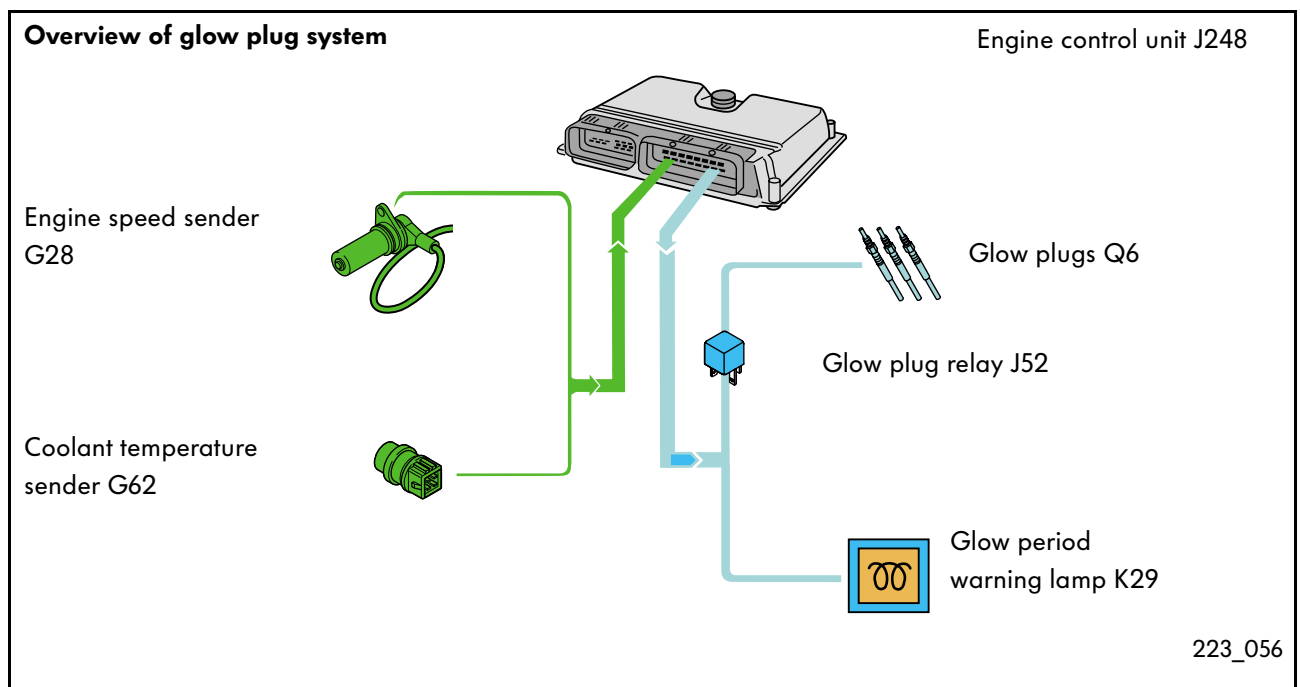 Overview of glow plug system
Engine control unit J248
Engine speed sender
G28
Glow plugs Q6
Glow plug relay J52
Coolant temperature
sender G62
Glow period
warning lamp K29
223_056